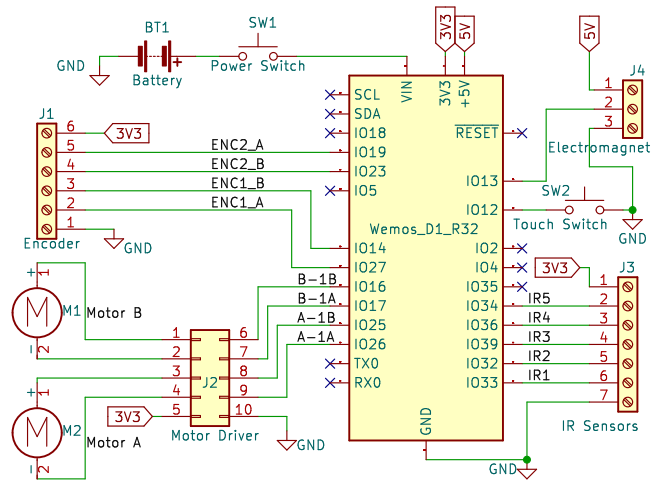 BT1
SW1
3V3
5V
5V
GND
Battery
Power Switch
J4
1
2
3
Electromagnet
VIN
3V3
+5V
SCL
SDA
IO18
IO19
IO23
IO5
IO14
IO27
IO16
IO17
IO25
IO26
TX0
RX0
RESET
IO13
IO12
IO2
IO4
IO35
IO34
IO36
IO39
IO32
IO33
GND
Wemos_D1_R32
J1
6
5
4
3
2
1
Encoder
3V3
GND
ENC2_A
ENC2_B
ENC1_B
ENC1_A
SW2
Touch Switch
GND
3V3
J3
1
2
3
4
5
6
7
IR5
IR4
IR3
IR2
IR1
IR Sensors
GND
B-1B
B-1A
A-1B
A-1A
+
1
M
M1
Motor B
2
-
+
1
M
M2
Motor A
2
-
1
2
3
4
5
6
7
8
9
10
J2
Motor Driver
3V3
GND